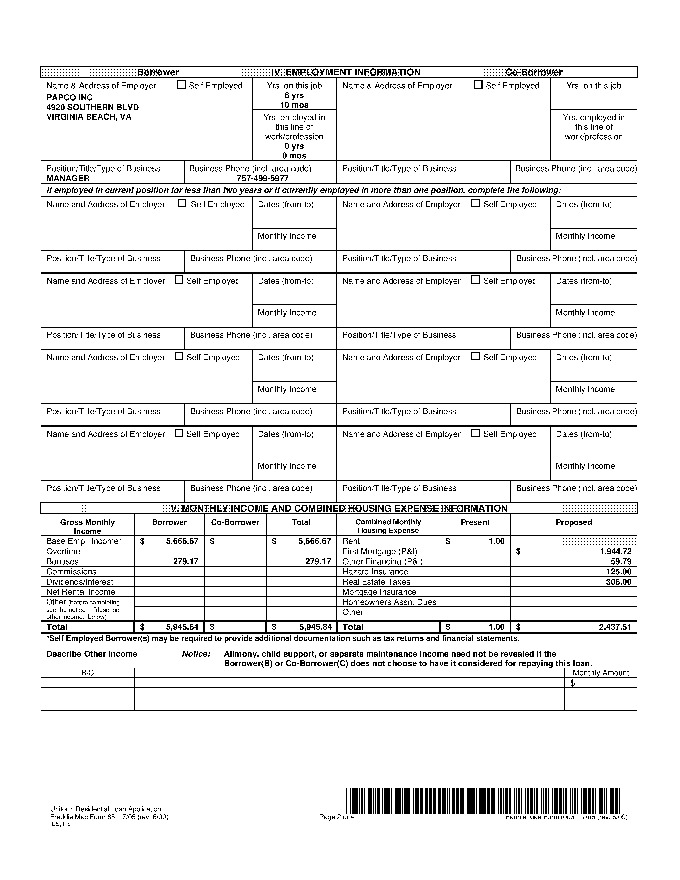 Borrower IV. EMPLOYMENT INFORMATION Co-Borrower
Name & Address of Employer Self Employed Yrs. on this job Name & Address of Employer Self Employed Yrs. on this job
PAPCO INC 6 yrs
4920 SOUTHERN BLVD 10 mos
VIRGINIA BEACH, VA Yrs. employed in Yrs. employed in
this line of this line of
work/profession work/profession
0 yrs
0 mos
Position/Title/Type of Business Business Phone (incl. area code) Position/Title/Type of Business Business Phone (incl. area code)
MANAGER 757-499-5977
If employed in current position for less than two years or if currently employed in more than one position, complete the following:
Name and Address of Employer Self Employed Dates (from-to) Name and Address of Employer Self Employed Dates (from-to)
Monthly Income Monthly Income
Position/Title/Type of Business Business Phone (incl. area code) Position/Title/Type of Business Business Phone (incl. area code)
Name and Address of Employer Self Employed Dates (from-to) Name and Address of Employer Self Employed Dates (from-to)
Monthly Income Monthly Income
Position/Title/Type of Business Business Phone (incl. area code) Position/Title/Type of Business Business Phone (incl. area code)
Name and Address of Employer Self Employed Dates (from-to) Name and Address of Employer Self Employed Dates (from-to)
Monthly Income Monthly Income
Position/Title/Type of Business Business Phone (incl. area code) Position/Title/Type of Business Business Phone (incl. area code)
Name and Address of Employer Self Employed Dates (from-to) Name and Address of Employer Self Employed Dates (from-to)
Monthly Income Monthly Income
Position/Title/Type of Business Business Phone (incl. area code) Position/Title/Type of Business Business Phone (incl. area code)
V. MONTHLY INCOME AND COMBINED HOUSING EXPENSE INFORMATION
Gross Monthly Borrower Co-Borrower Total Combined Monthly Present Proposed
Income Housing Expense
Base Empl. Income* $ 5,666.67 $ $ 5,666.67 Rent $ 1.00
Overtime First Mortgage (P&I) $ 1,944.72
Bonuses 279.17 279.17 Other Financing (P&I) 59.79
Commissions Hazard Insurance 125.00
Dividends/Interest Real Estate Taxes 308.00
Net Rental Income Mortgage Insurance
Other (before completing, Homeowners Assn. Dues
other income, below) Other:
Total $ 5,945.84 $ $ 5,945.84 Total $ 1.00 $ 2,437.51
*Self Employed Borrower(s) may be required to provide additional documentation such as tax returns and financial statements.
Describe Other Income Notice: Alimony, child support, or separate maintenance income need not be revealed if the
Borrower(B) or Co-Borrower(C) does not choose to have it considered for repaying this loan.
B/C Monthly Amount
$
Uniform Residential Loan Application
Freddie Mac Form 65 7/05 (rev. 6/09) Page 2 of 4